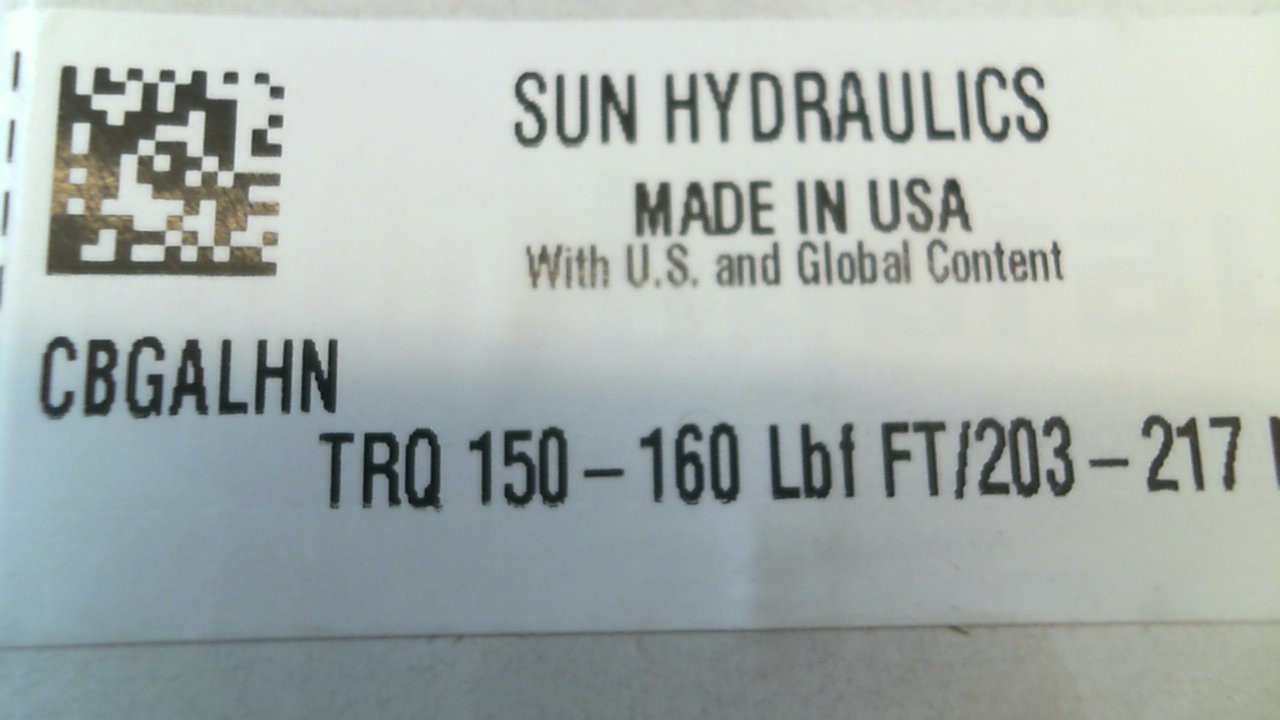 SUN HYDRAULICS
MADE IN USA
With U.S. and Global Content
CBGALHN
TRQ 150-160 Lbf FT/203-217